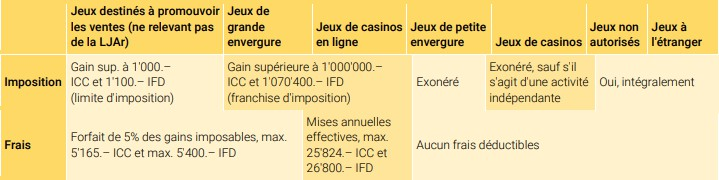 Jeux destinés à promouvoir
les ventes (ne relevant pas
de la LJAr)
Jeux de
grande
envergure
Jeux de casinos
en ligne
Jeux de petite
envergure
Jeux de casinos
Jeux non
autorisés
Jeux à
l'étranger
Imposition
Gain sup. à 1'000.–
ICC et 1'100.– IFD
(limite d'imposition)
Gain supérieure à 1'000'000.–
ICC et 1'070'400.– IFD
(franchise d'imposition)
Exonéré
Exonéré, sauf s'il
s'agit d'une activité
indépendante
Oui, intégralement
Frais
Forfait de 5% des gains imposables, max.
5'165.– ICC et max. 5'400.– IFD
Mises annuelles
effectives, max.
25'824.– ICC et
26'800.– IFD
Aucun frais déductibles